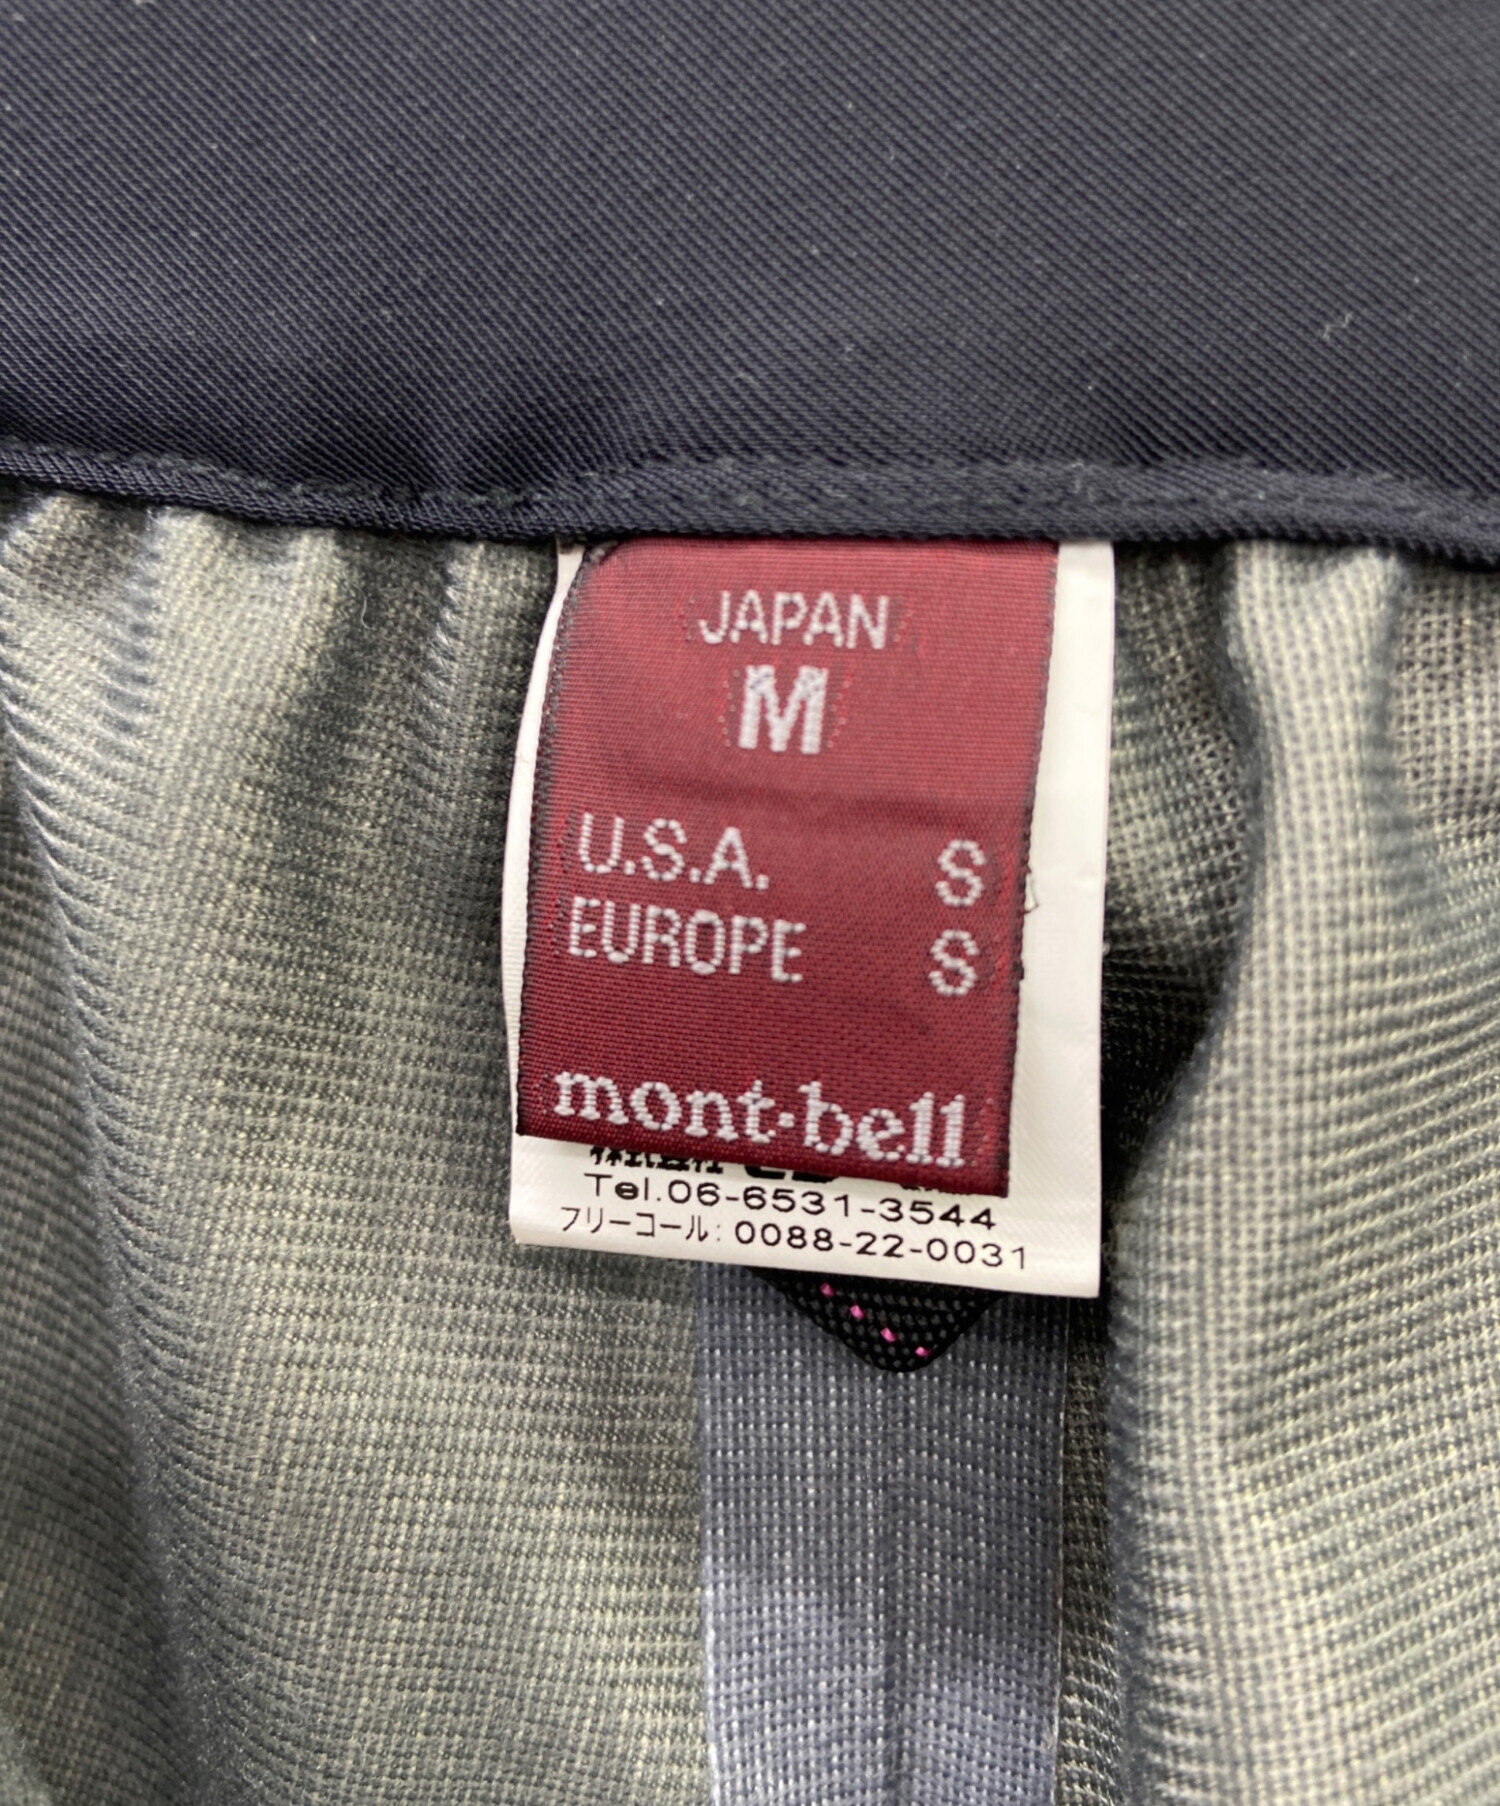 JAPAN
M
U.S.A. S
EUROPE S
mont-bell
Tel.06-6531-3544
フリーコール:0088-22-0031